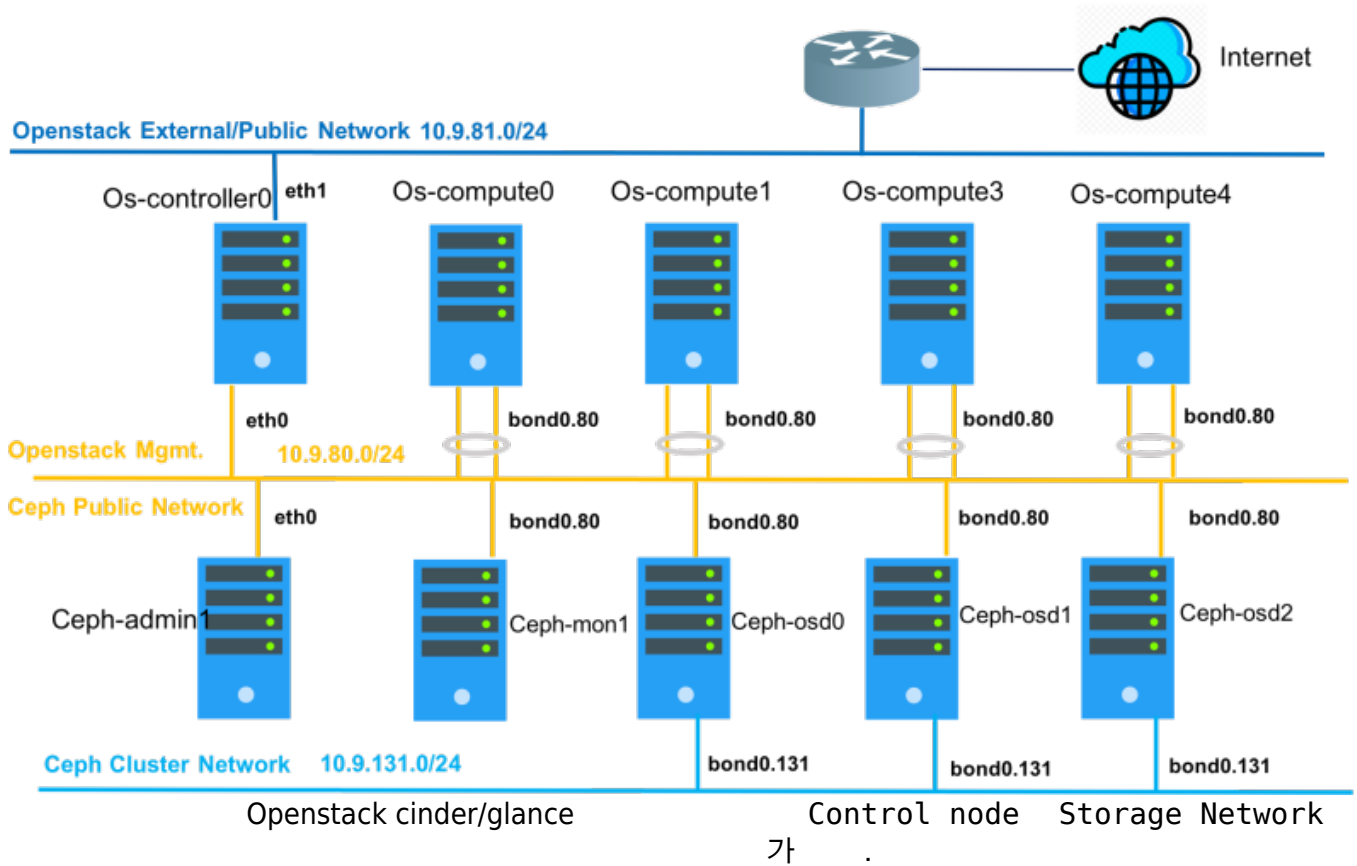 Internet
Openstack External/Public Network 10.9.81.0/24
Os-controller0 eth1 Os-compute0 Os-compute1 Os-compute3 Os-compute4
eth0 bond0.80 bond0.80 bond0.80 bond0.80
Openstack Mgmt. 10.9.80.0/24
Ceph Public Network
eth0 bond0.80 bond0.80 bond0.80 bond0.80
Ceph-admin1 Ceph-mon1 Ceph-osd0 Ceph-osd1 Ceph-osd2
Ceph Cluster Network 10.9.131.0/24 bond0.131 bond0.131 bond0.131
Openstack cinder/glance Control node Storage Network
가 .